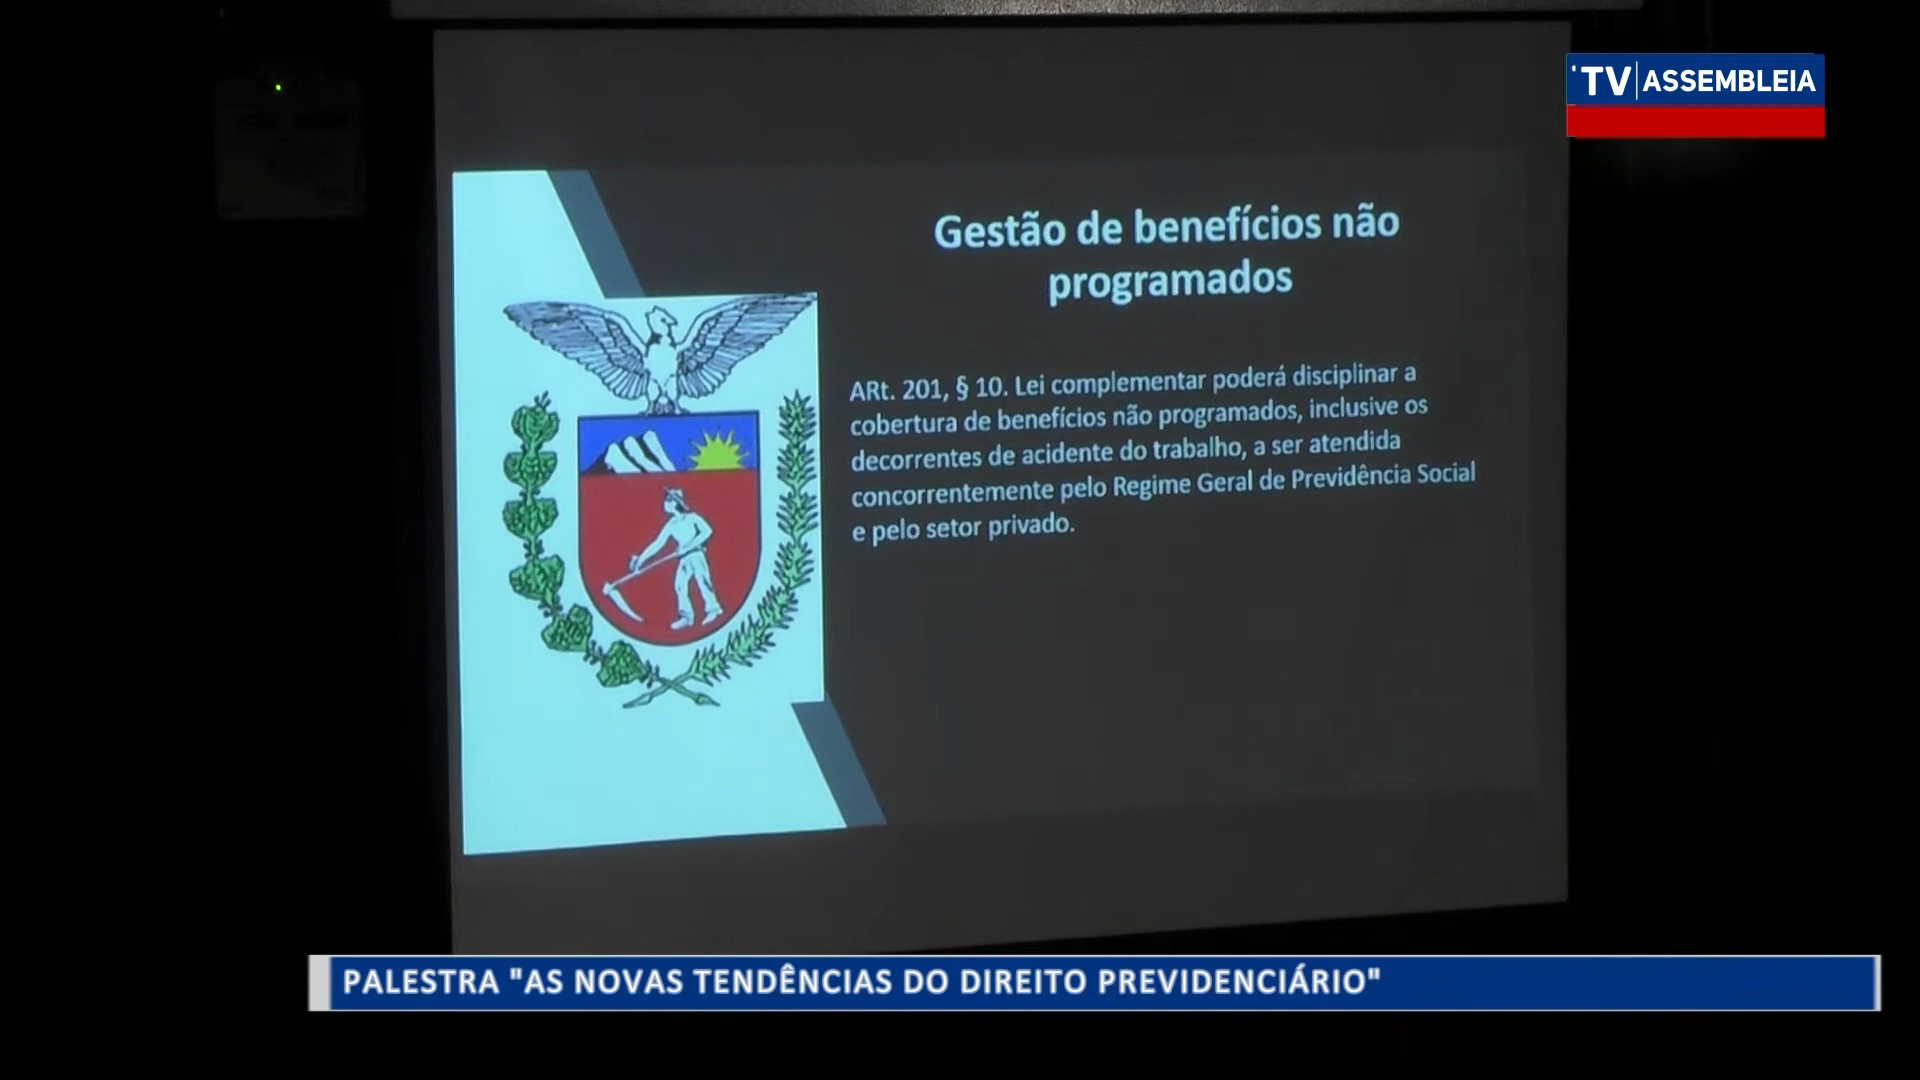 TV ASSEMBLEIA
Gestão de benefícios não
programados
ARt. 201, § 10. Lei complementar poderá disciplinar a
cobertura de benefícios não programados, inclusive os
decorrentes de acidente do trabalho, a ser atendida
concorrentemente pelo Regime Geral de Previdência Social
e pelo setor privado.
PALESTRA "AS NOVAS TENDÊNCIAS DO DIREITO PREVIDENCIÁRIO"